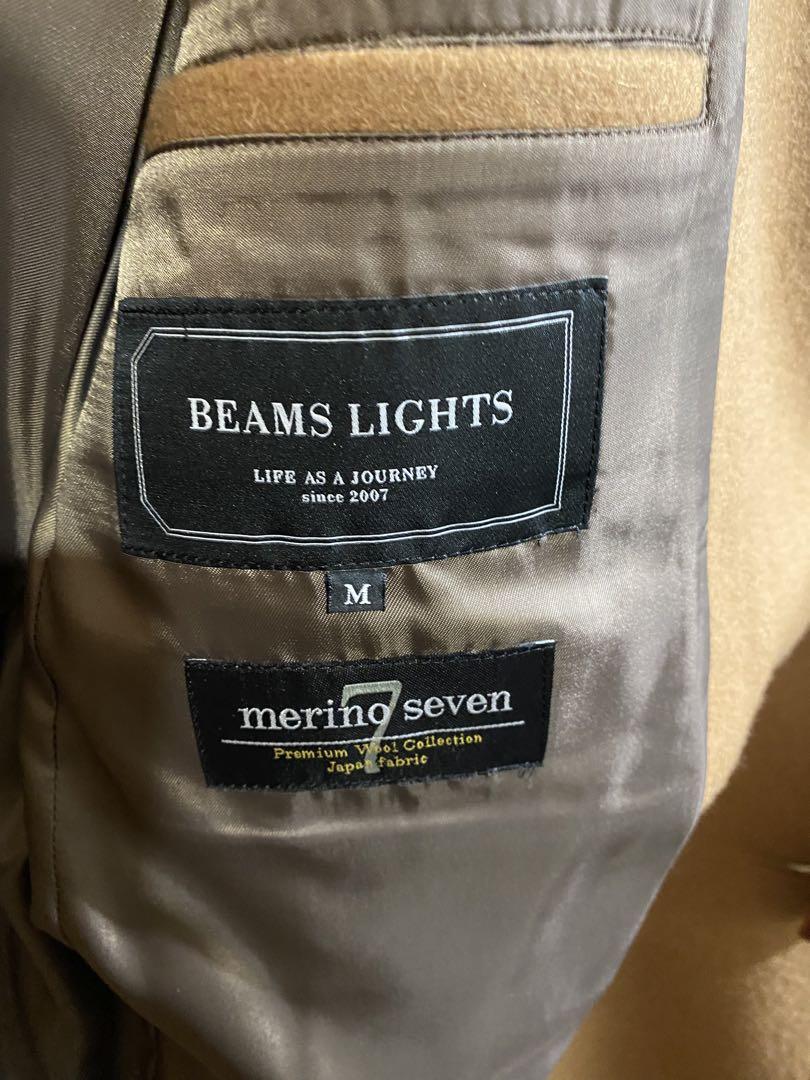 BEAMS LIGHTS
LIFE AS A JOURNEY
since 2007
M
7
merino seven
Premium Wool Collection
Japan fabric